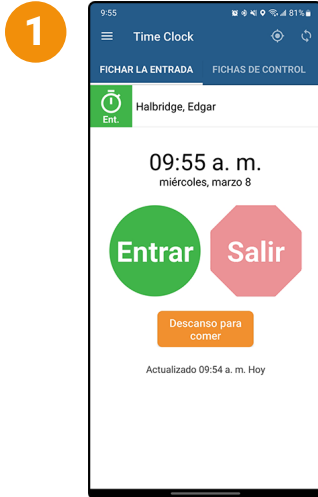 1
9:55 81%
Time Clock
FICHAR LA ENTRADA FICHAS DE CONTROL
Ent.
Halbridge, Edgar
09:55 a. m.
miércoles, marzo 8
Entrar Salir
Descanso para
comer
Actualizado 09:54 a. m. Hoy